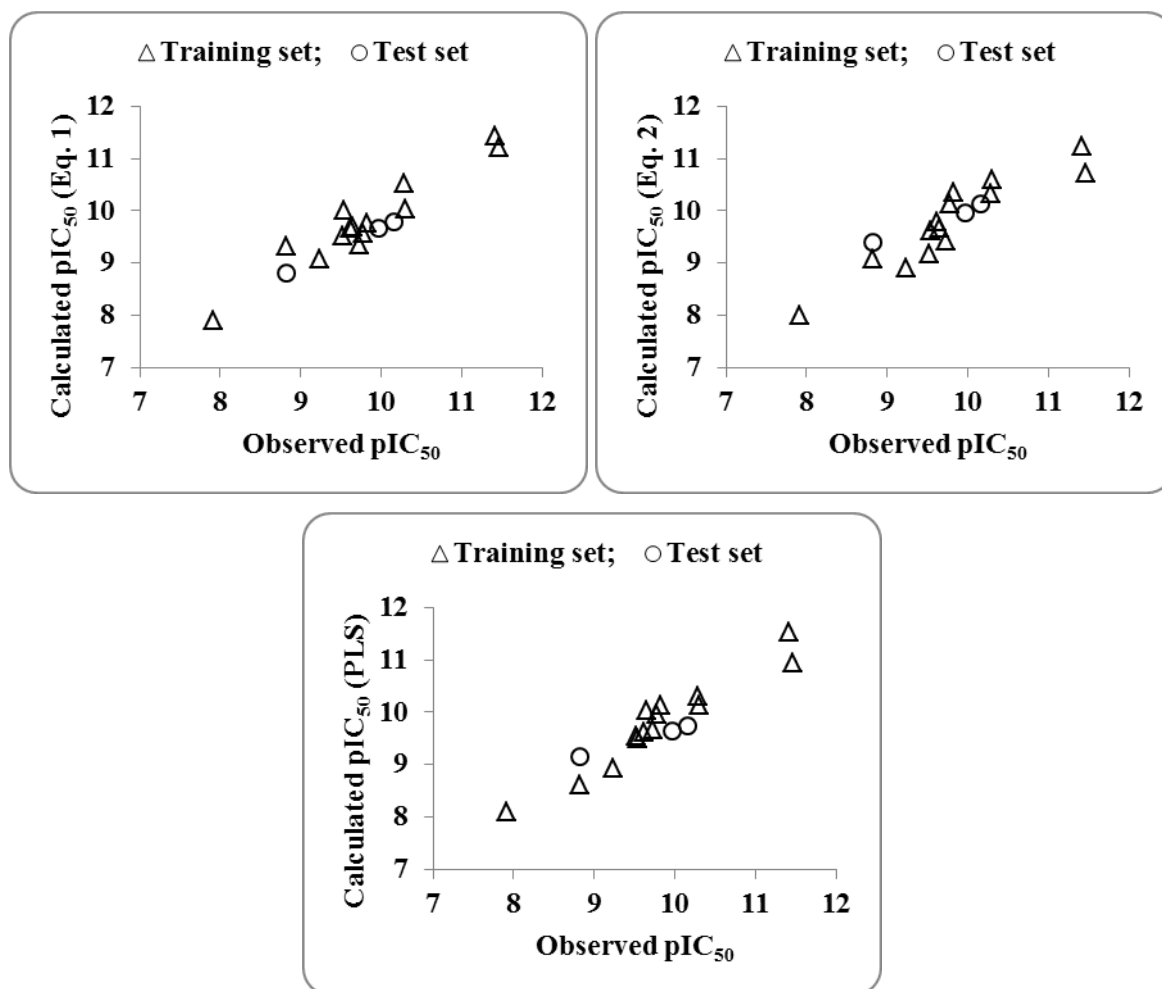 △ Training set; ○ Test set
Calculated pIC50 (Eq. 1)
12
11
10
9
8
7
7 8 9 10 11 12
Observed pIC50
△ Training set; ○ Test set
Calculated pIC50 (Eq. 2)
12
11
10
9
8
7
7 8 9 10 11 12
Observed pIC50
△ Training set; ○ Test set
Calculated pIC50 (PLS)
12
11
10
9
8
7
7 8 9 10 11 12
Observed pIC50